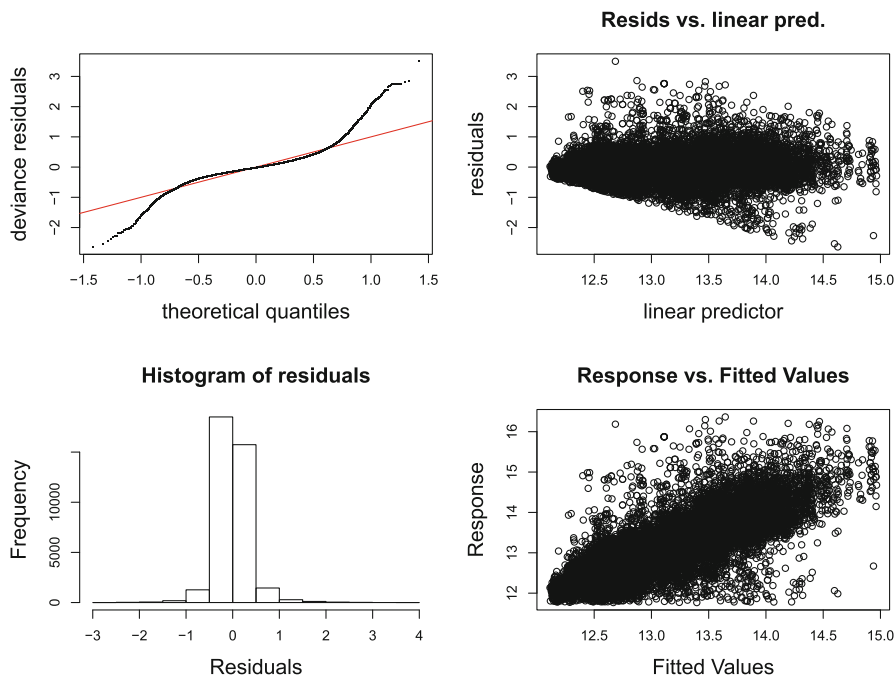 deviance residuals
3
2
1
0
−1
−2
−1.5 −1.0 −0.5 0.0 0.5 1.0 1.5
theoretical quantiles
Resids vs. linear pred.
residuals
3
2
1
0
−1
−2
12.5 13.0 13.5 14.0 14.5 15.0
linear predictor
Histogram of residuals
Frequency
10000
5000
0
−3 −2 −1 0 1 2 3 4
Residuals
Response vs. Fitted Values
Response
16
15
14
13
12
12.5 13.0 13.5 14.0 14.5 15.0
Fitted Values